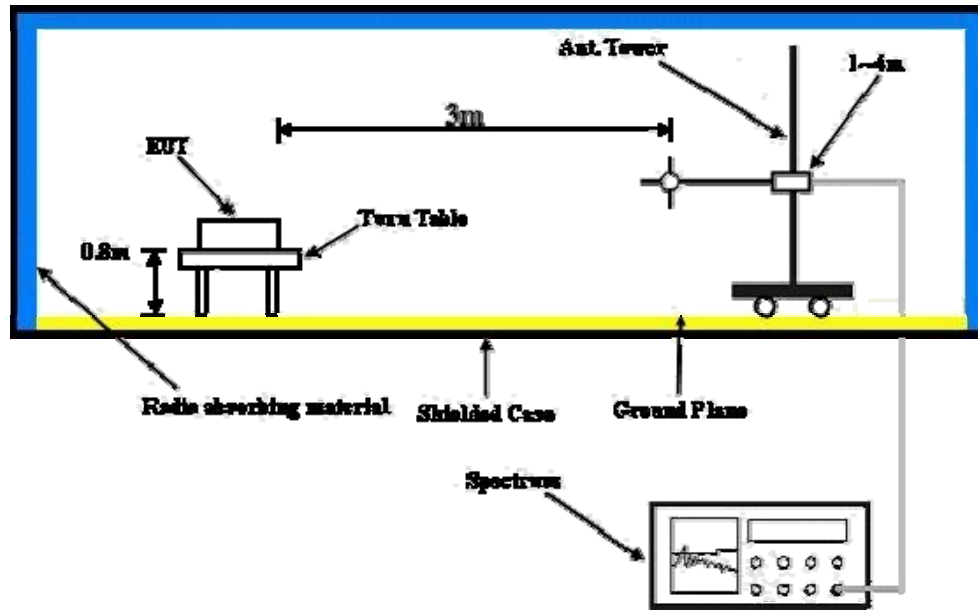 Ant. Tower
1~4m
3m
EUT
Turn Table
0.8m
Radio absorbing material
Shielded Case
Ground Plane
Spectrum